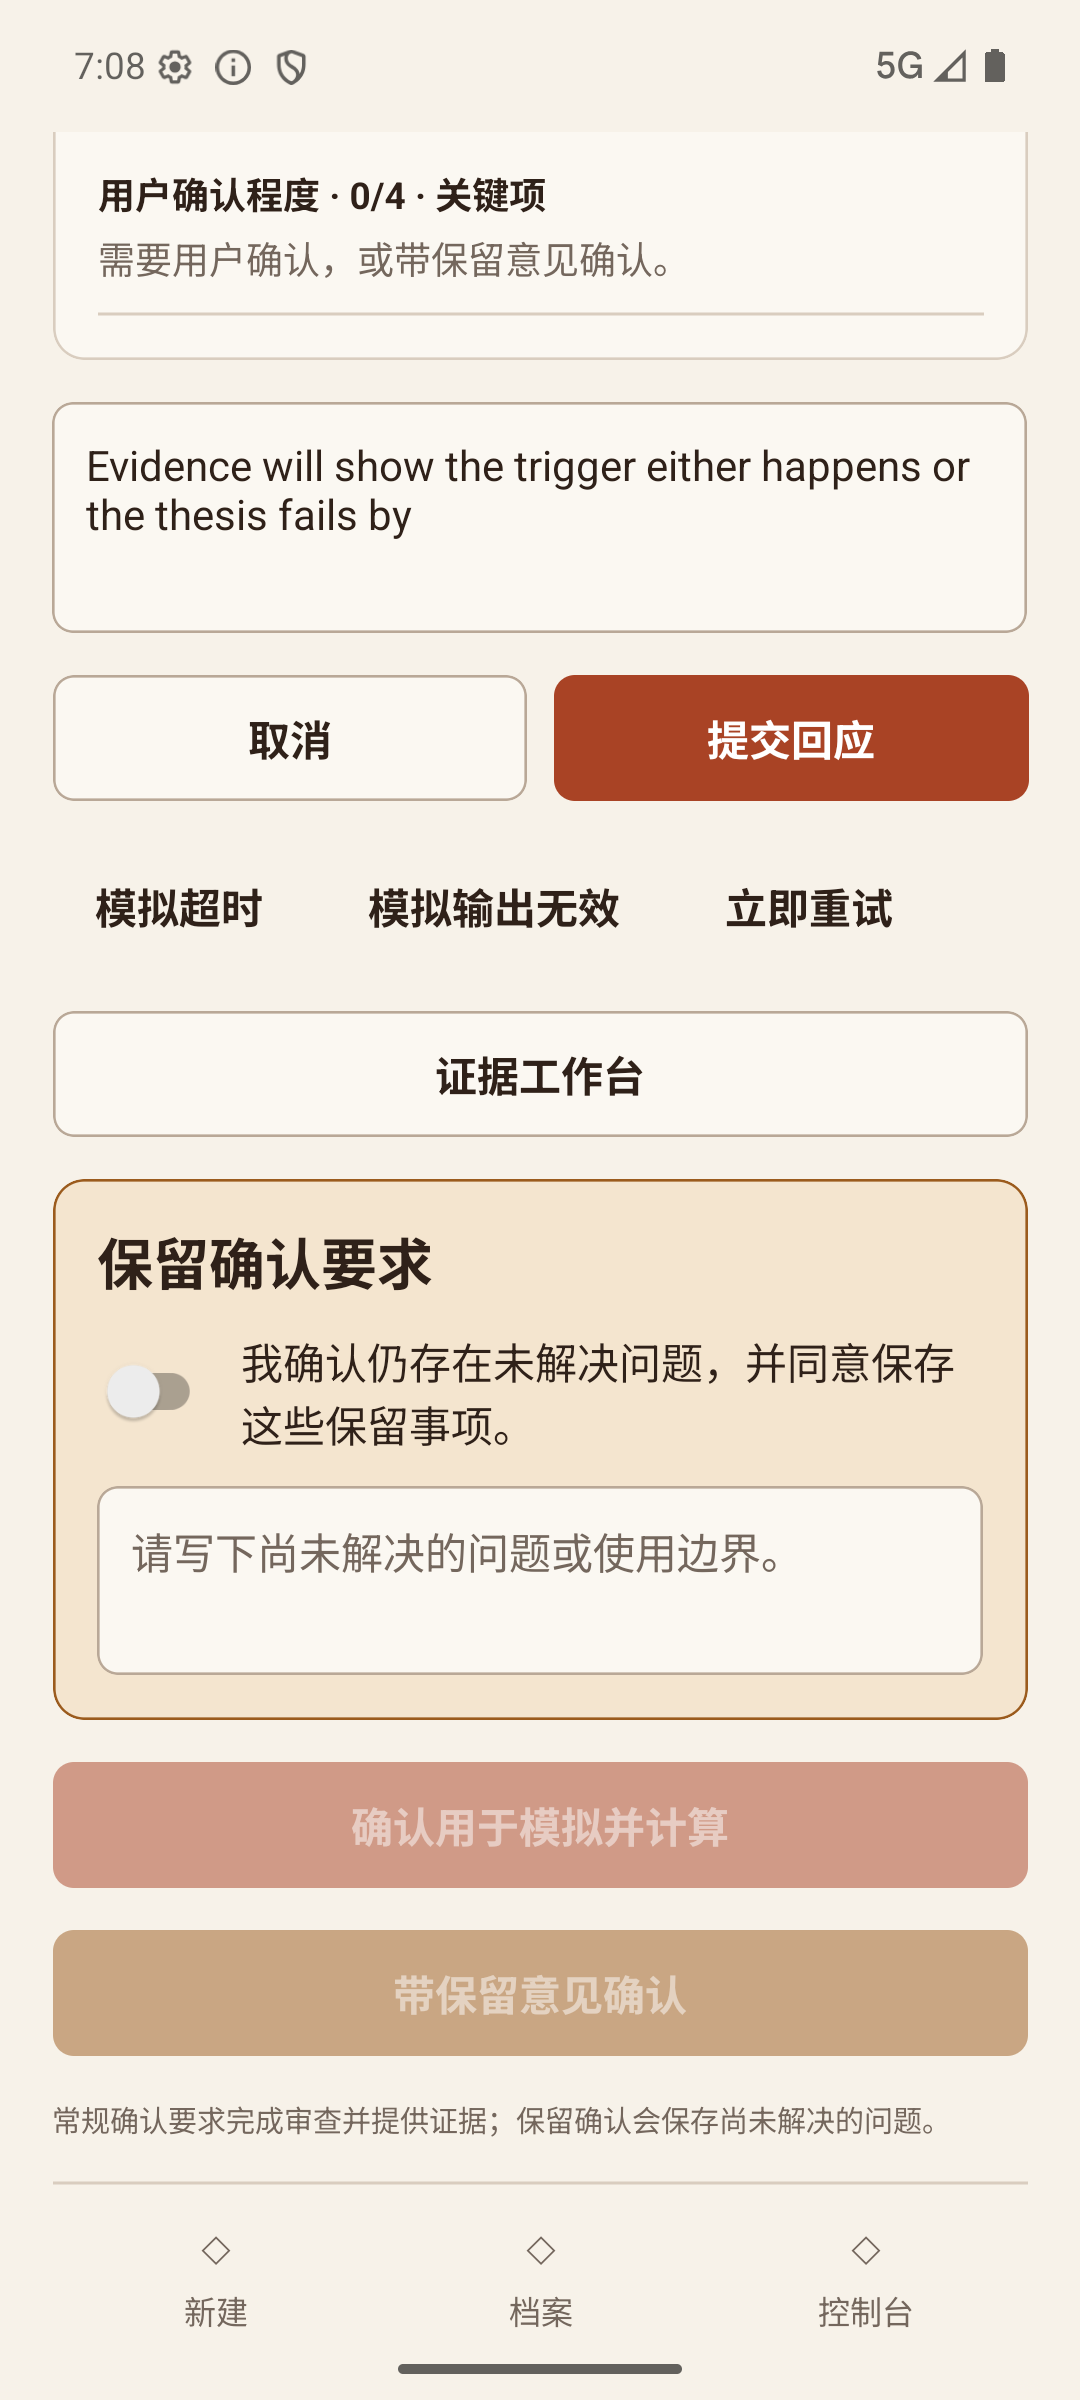 7:08
5G
用户确认程度 · 0/4 · 关键项
需要用户确认，或带保留意见确认。
Evidence will show the trigger either happens or
the thesis fails by
取消
提交回应
模拟超时
模拟输出无效
立即重试
证据工作台
保留确认要求
我确认仍存在未解决问题，并同意保存
这些保留事项。
请写下尚未解决的问题或使用边界。
确认用于模拟并计算
带保留意见确认
常规确认要求完成审查并提供证据；保留确认会保存尚未解决的问题。
新建
档案
控制台